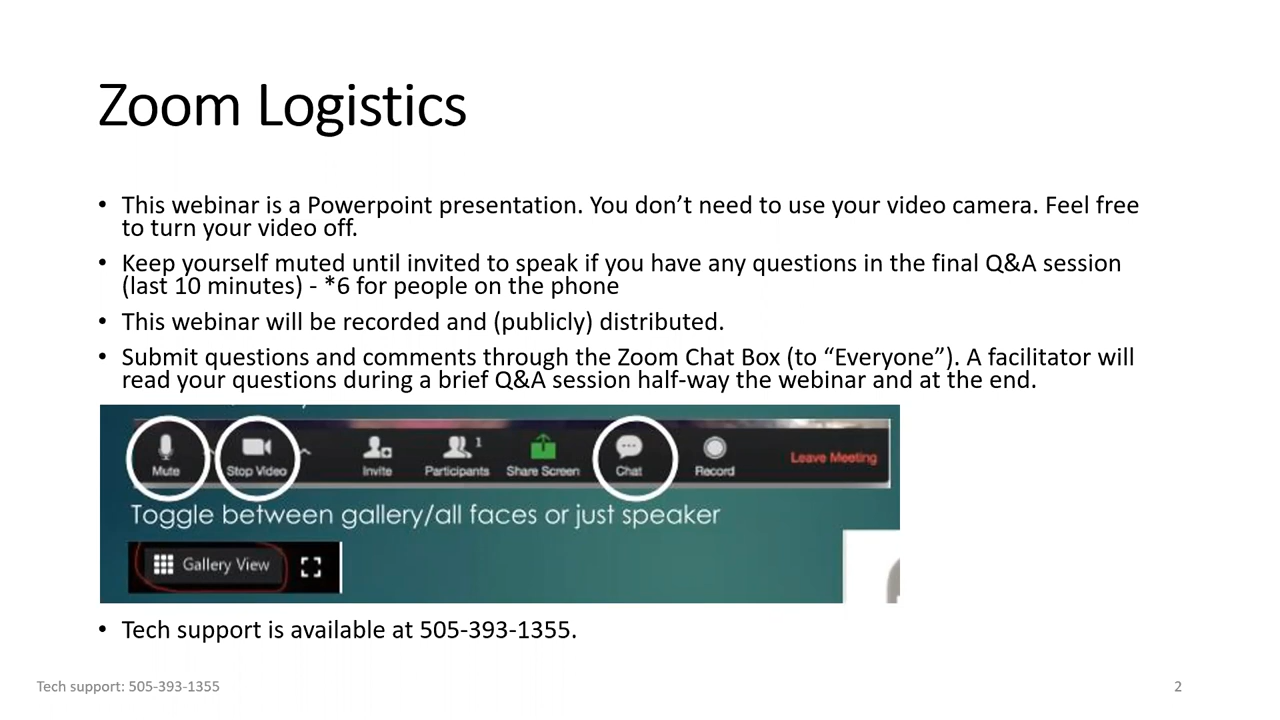 Zoom Logistics
• This webinar is a Powerpoint presentation. You don’t need to use your video camera. Feel free
to turn your video off.
• Keep yourself muted until invited to speak if you have any questions in the final Q&A session
(last 10 minutes) - *6 for people on the phone
• This webinar will be recorded and (publicly) distributed.
• Submit questions and comments through the Zoom Chat Box (to “Everyone”). A facilitator will
read your questions during a brief Q&A session half-way the webinar and at the end.
1
Mute Stop Video Invite Participants Share Screen Chat Record Leave Meeting
Toggle between gallery/all faces or just speaker
Gallery View
• Tech support is available at 505-393-1355.
Tech support: 505-393-1355 2